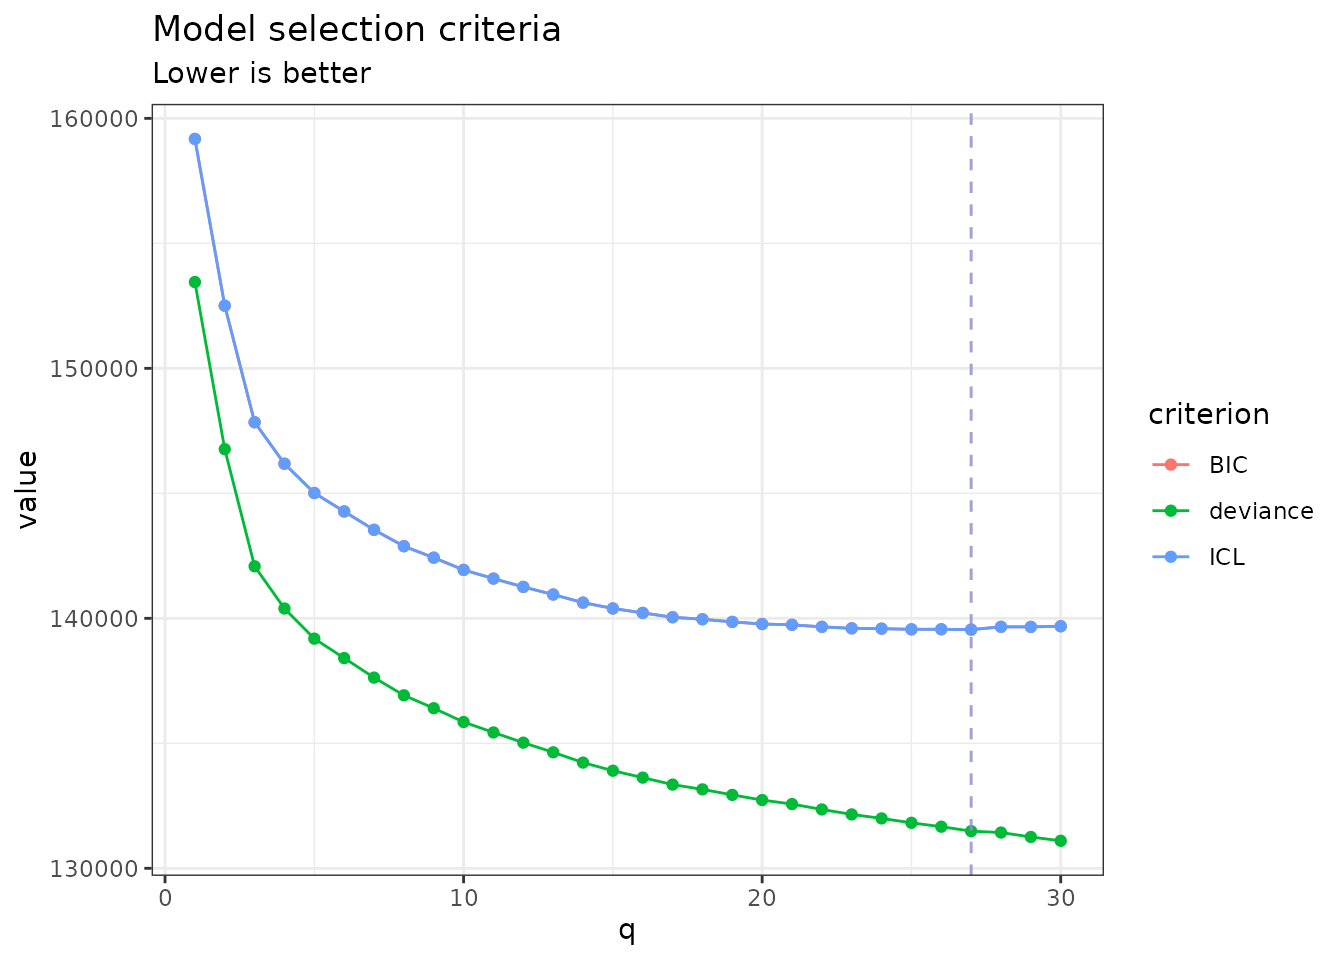 Model selection criteria
Lower is better
160000
150000
140000
130000
value
0 10 20 30
q
criterion
BIC
deviance
ICL